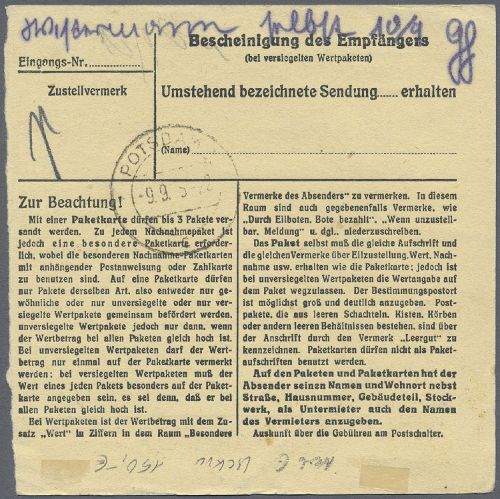 Westermann selbst 10/9
Bescheinigung des Empfängers
(bei versiegelten Wertpaketen)
Eingangs-Nr.
Zustellvermerk
Umstehend bezeichnete Sendung...... erhalten
(Name)
POTSDAM
9.9.5
Zur Beachtung!
Mit einer Paketkarte dürfen bis 3 Pakete ver-
sandt werden. Zu jedem Nachnahmepaket ist
jedoch eine besondere Paketkarte erforder-
lich, wobei die besonderen Nachnahme-Paketkarten
mit anhängender Postanweisung oder Zahlkarte
zu benutzen sind. Auf eine Paketkarte dürfen
nur Pakete derselben Art, also entweder nur ge-
wöhnliche oder nur unversiegelte oder nur ver-
siegelte Wertpakete gemeinsam befördert werden,
unversiegelte Wertpakete jedoch nur dann, wenn
der Wertbetrag bei allen Paketen gleich hoch ist.
Bei unversiegelten Wertpaketen darf der Wert-
betrag nur einmal auf der Paketkarte vermerkt
werden; bei versiegelten Wertpaketen muß der
Wert eines jeden Pakets besonders auf der Paket-
karte angegeben sein, es sei denn, daß er bei
allen Paketen gleich hoch ist.
Bei Wertpaketen ist der Wertbetrag mit dem Zu-
satz „Wert" in Ziffern in dem Raum „Besondere
Vermerke des Absenders" zu vermerken. In diesem
Raum sind auch gegebenenfalls Vermerke, wie
„Durch Eilboten, Bote bezahlt", „Wenn unzustell-
bar, Meldung" u. dgl., niederzuschreiben.
Das Paket selbst muß die gleiche Aufschrift und
die gleichen Vermerke über Eilzustellung, Wert, Nach-
nahme usw. erhalten wie die Paketkarte; jedoch ist
bei unversiegelten Wertpaketen die Wertangabe auf
dem Paket wegzulassen. Der Bestimmungspostort
ist möglichst groß und deutlich anzugeben. Post-
pakete, die aus leeren Schachteln, Kisten, Körben
oder anderen leeren Behältnissen bestehen, sind über
der Anschrift durch den Vermerk „Leergut" zu
kennzeichnen. Paketkarten dürfen nicht als Paket-
aufschriften benutzt werden.
Auf den Paketen und Paketkarten hat der
Absender seinen Namen und Wohnort nebst
Straße, Hausnummer, Gebäudeteil, Stock-
werk, als Untermieter auch den Namen
des Vermieters anzugeben.
Auskunft über die Gebühren am Postschalter.
150,-€